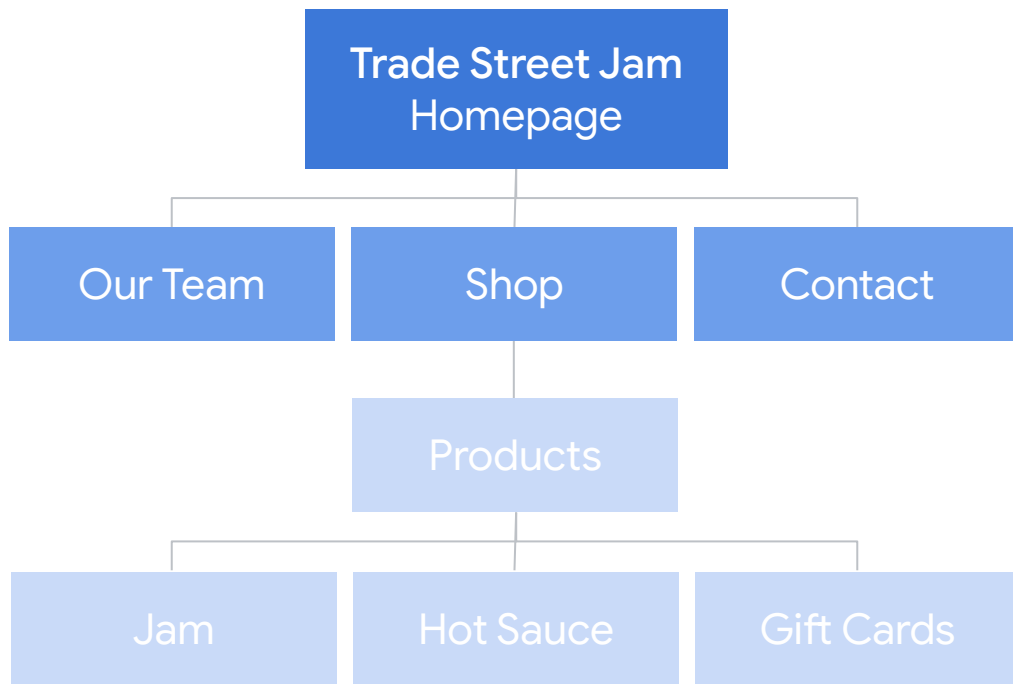 Trade Street Jam
Homepage
Our Team
Shop
Contact
Products
Jam
Hot Sauce
Gift Cards